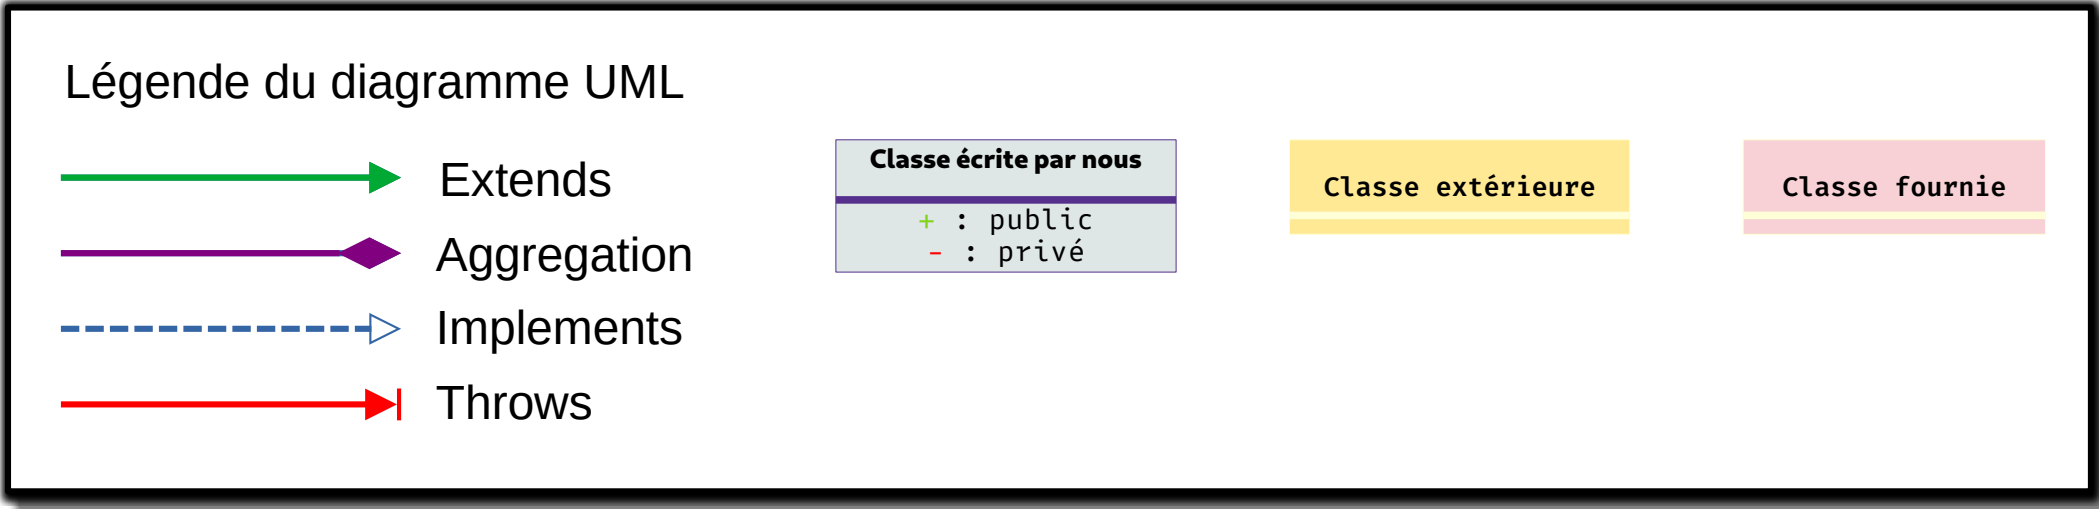 Légende du diagramme UML
Extends
Aggregation
Implements
Throws
Classe écrite par nous
+ : public
- : privé
Classe extérieure
Classe fournie